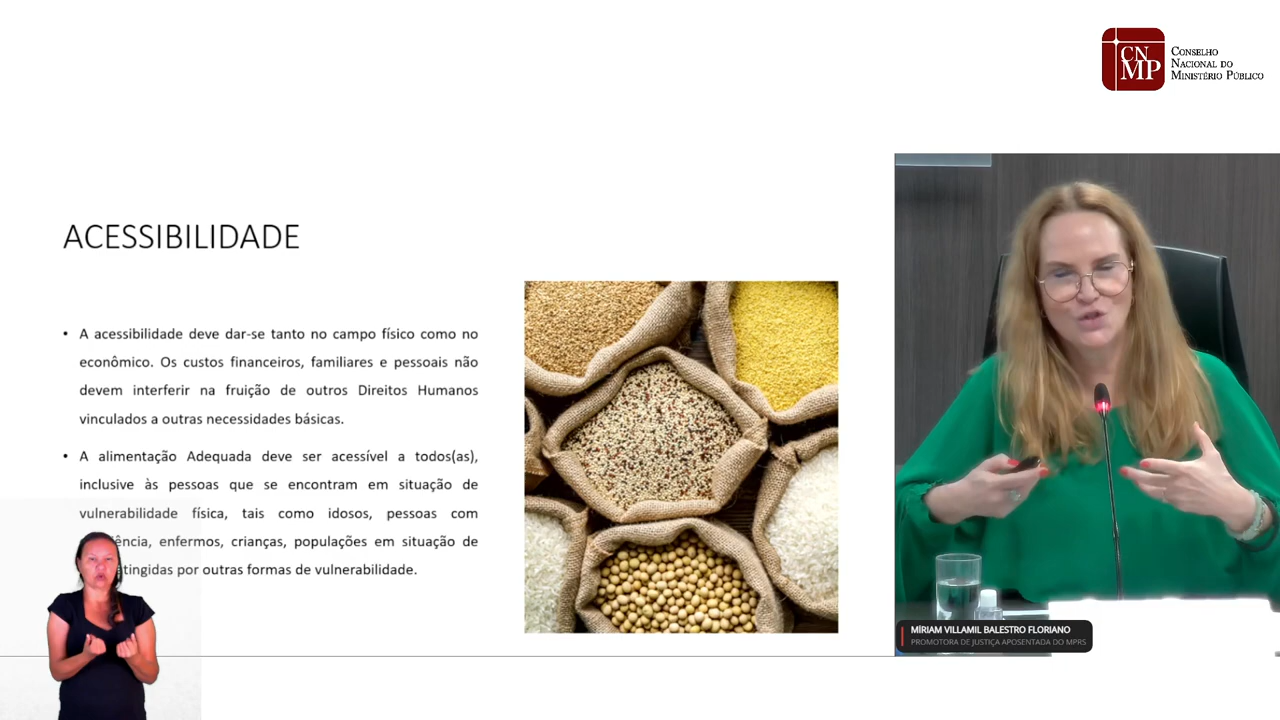 CN
MP
CONSELHO
NACIONAL DO
MINISTÉRIO PÚBLICO
ACESSIBILIDADE
• A acessibilidade deve dar-se tanto no campo físico como no
econômico. Os custos financeiros, familiares e pessoais não
devem interferir na fruição de outros Direitos Humanos
vinculados a outras necessidades básicas.
• A alimentação Adequada deve ser acessível a todos(as),
inclusive às pessoas que se encontram em situação de
vulnerabilidade física, tais como idosos, pessoas com
enfermos, crianças, populações em situação de
por outras formas de vulnerabilidade.
MÍRIAM VILLAMIL BALESTRO FLORIANO
PROMOTORA DE JUSTIÇA APOSENTADA DO MPRS